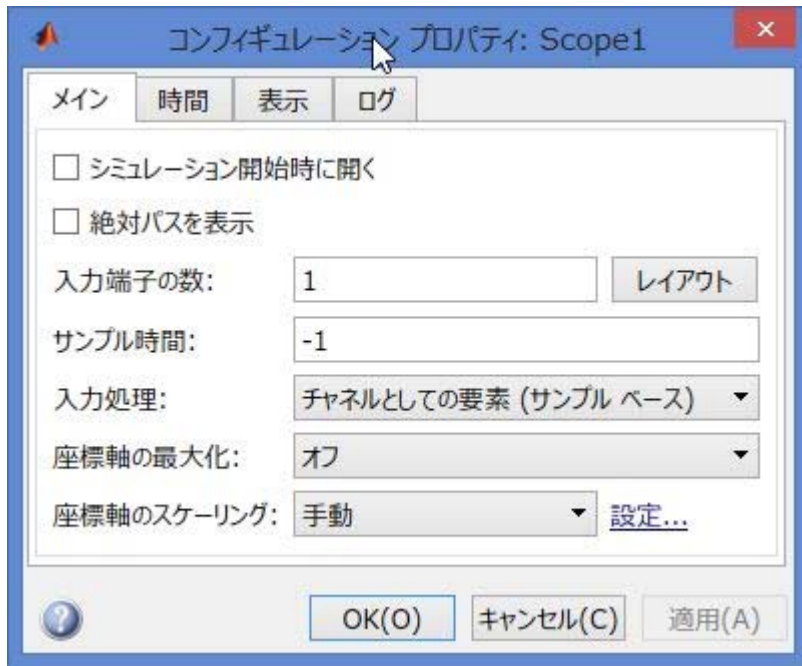 コンフィギュレーション プロパティ: Scope1
メイン 時間 表示 ログ
シミュレーション開始時に開く
絶対パスを表示
入力端子の数: 1 レイアウト
サンプル時間: -1
入力処理: チャネルとしての要素 (サンプル ベース)
座標軸の最大化: オフ
座標軸のスケーリング: 手動 設定...
OK(O) キャンセル(C) 適用(A)